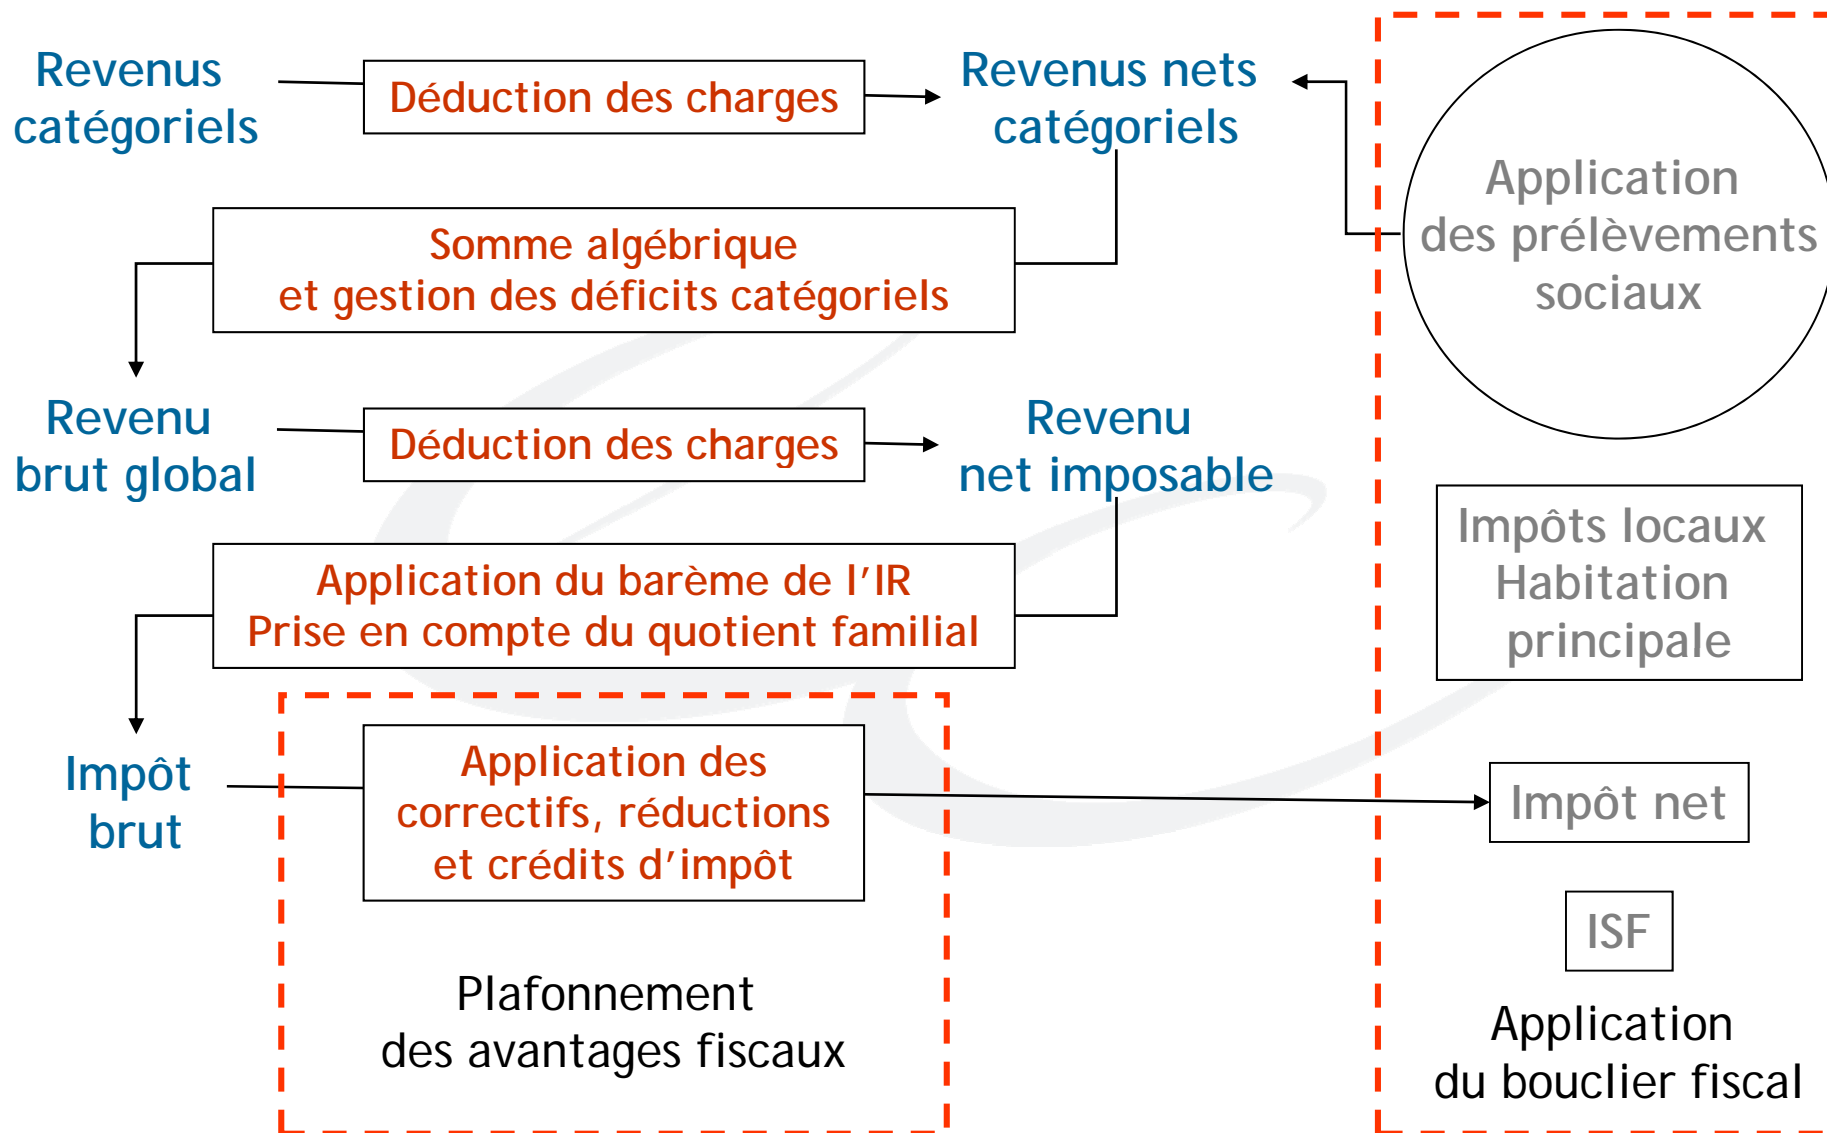 Revenus
catégoriels
Déduction des charges
Revenus nets
catégoriels
Application
des prélèvements
sociaux
Somme algébrique
et gestion des déficits catégoriels
Revenu
brut global
Déduction des charges
Revenu
net imposable
Impôts locaux
Habitation
principale
Application du barème de l’IR
Prise en compte du quotient familial
Impôt
brut
Application des
correctifs, réductions
et crédits d’impôt
Impôt net
ISF
Plafonnement
des avantages fiscaux
Application
du bouclier fiscal